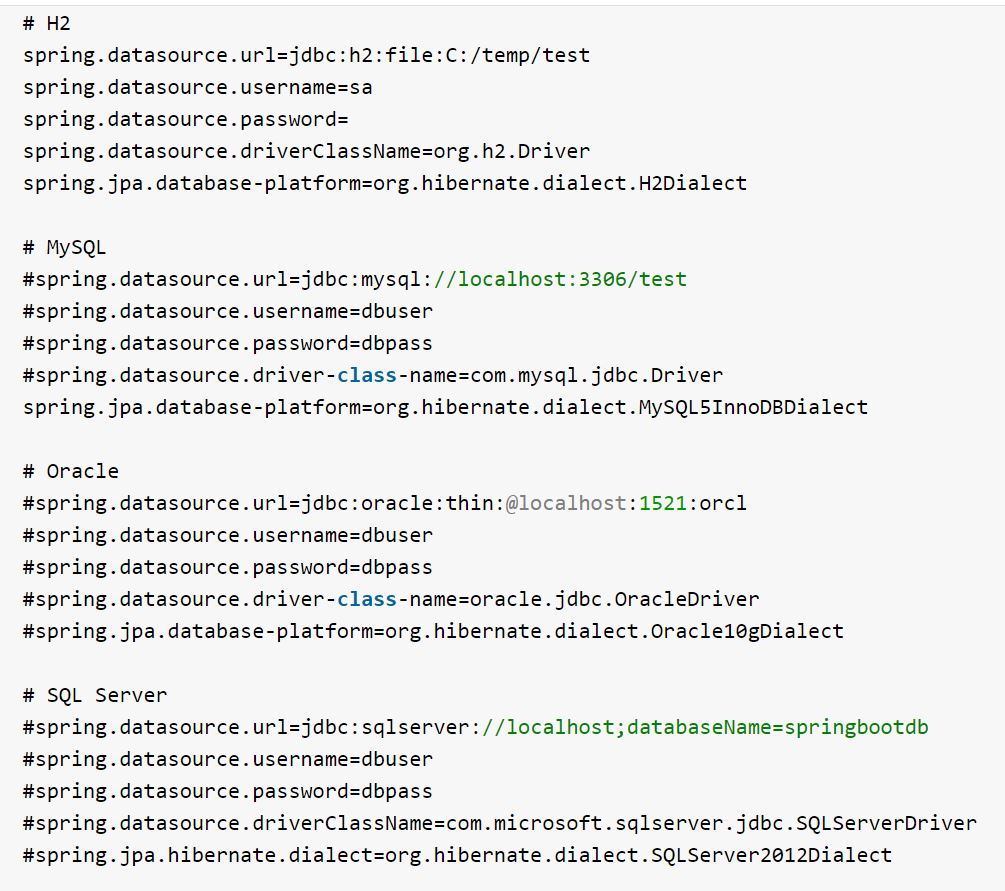 # H2
spring.datasource.url=jdbc:h2:file:C:/temp/test
spring.datasource.username=sa
spring.datasource.password=
spring.datasource.driverClassName=org.h2.Driver
spring.jpa.database-platform=org.hibernate.dialect.H2Dialect

# MySQL
#spring.datasource.url=jdbc:mysql://localhost:3306/test
#spring.datasource.username=dbuser
#spring.datasource.password=dbpass
#spring.datasource.driver-class-name=com.mysql.jdbc.Driver
spring.jpa.database-platform=org.hibernate.dialect.MySQL5InnoDBDialect

# Oracle
#spring.datasource.url=jdbc:oracle:thin:@localhost:1521:orcl
#spring.datasource.username=dbuser
#spring.datasource.password=dbpass
#spring.datasource.driver-class-name=oracle.jdbc.OracleDriver
#spring.jpa.database-platform=org.hibernate.dialect.Oracle10gDialect

# SQL Server
#spring.datasource.url=jdbc:sqlserver://localhost;databaseName=springbootdb
#spring.datasource.username=dbuser
#spring.datasource.password=dbpass
#spring.datasource.driverClassName=com.microsoft.sqlserver.jdbc.SQLServerDriver
#spring.jpa.hibernate.dialect=org.hibernate.dialect.SQLServer2012Dialect